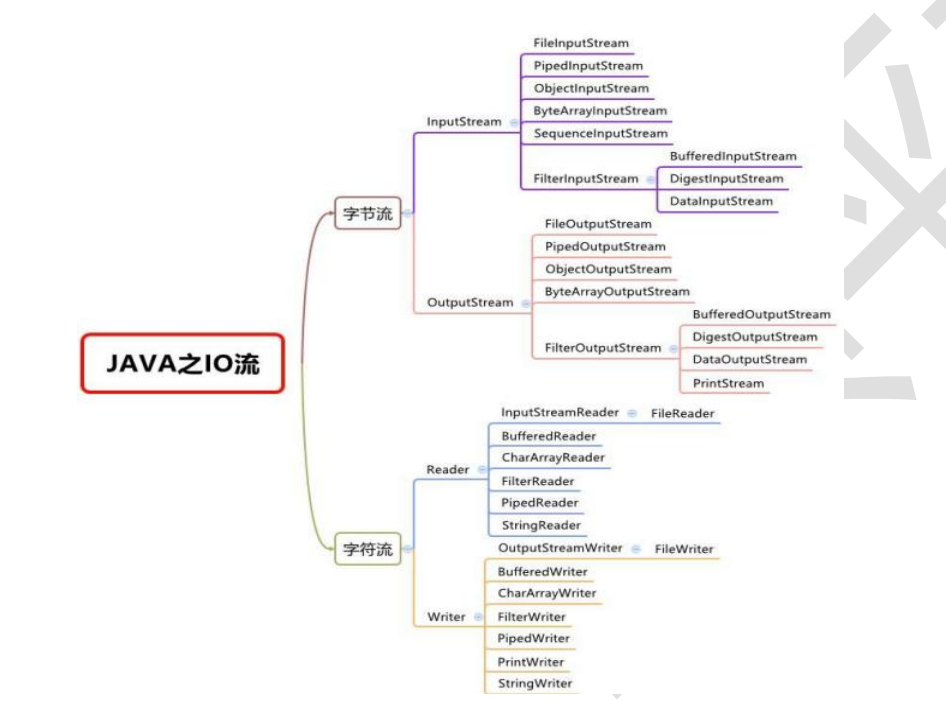 JAVA之IO流
字节流
InputStream
FileInputStream
PipedInputStream
ObjectInputStream
ByteArrayInputStream
SequenceInputStream
FilterInputStream
BufferedInputStream
DigestInputStream
DataInputStream
OutputStream
FileOutputStream
PipedOutputStream
ObjectOutputStream
ByteArrayOutputStream
FilterOutputStream
BufferedOutputStream
DigestOutputStream
DataOutputStream
PrintStream
字符流
Reader
InputStreamReader
FileReader
BufferedReader
CharArrayReader
FilterReader
PipedReader
StringReader
Writer
OutputStreamWriter
FileWriter
BufferedWriter
CharArrayWriter
FilterWriter
PipedWriter
PrintWriter
StringWriter